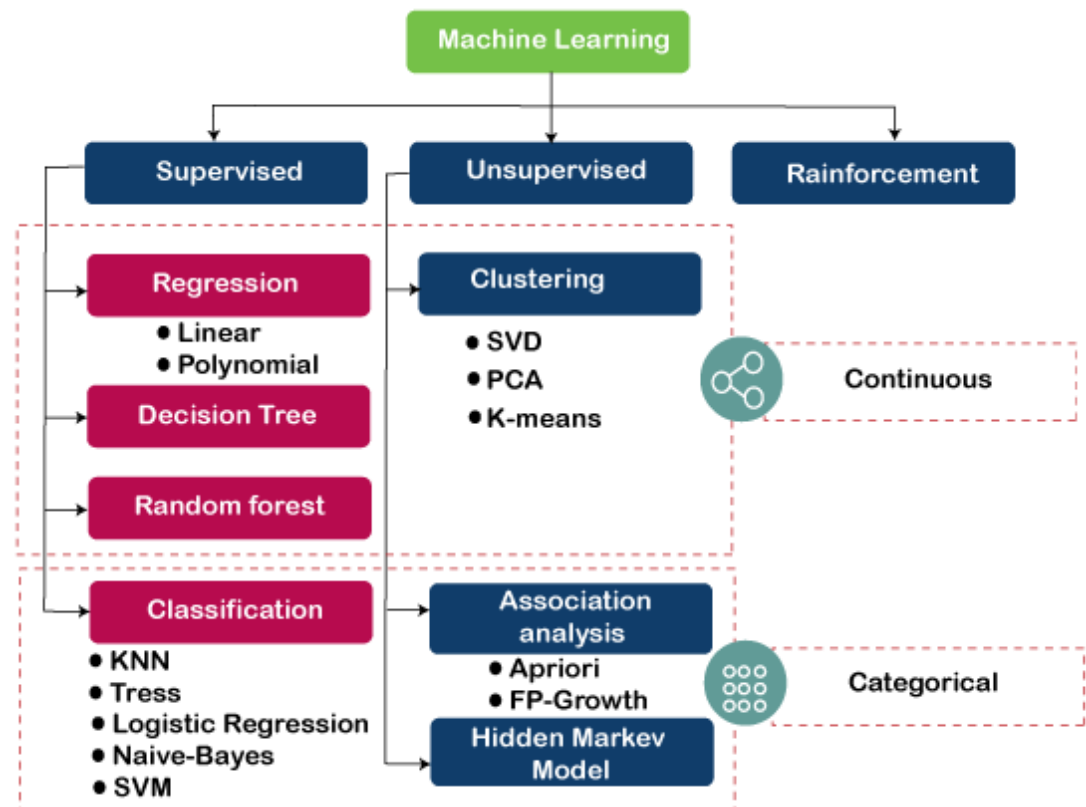 Machine Learning
Supervised
Unsupervised
Rainforcement
Regression
• Linear
• Polynomial
Decision Tree
Random forest
Clustering
• SVD
• PCA
• K-means
Continuous
Classification
• KNN
• Tress
• Logistic Regression
• Naive-Bayes
• SVM
Association
analysis
• Apriori
• FP-Growth
Hidden Markev
Model
Categorical